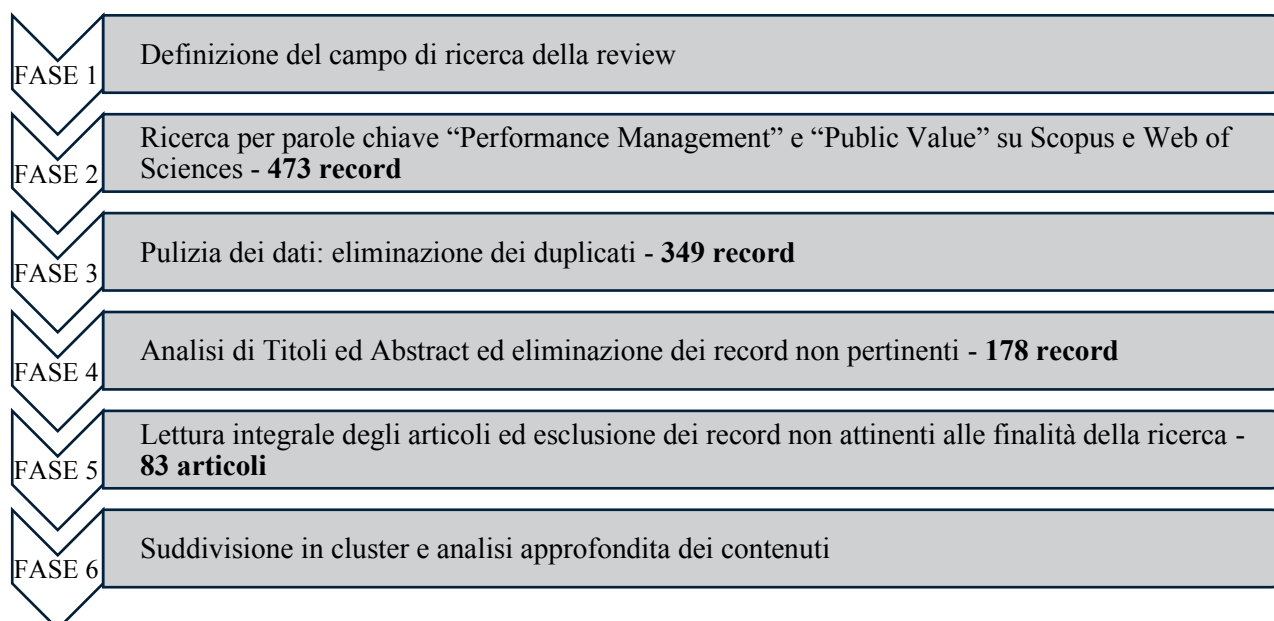 FASE 1
Definizione del campo di ricerca della review
FASE 2
Ricerca per parole chiave “Performance Management” e “Public Value” su Scopus e Web of
Sciences - 473 record
FASE 3
Pulizia dei dati: eliminazione dei duplicati - 349 record
FASE 4
Analisi di Titoli ed Abstract ed eliminazione dei record non pertinenti - 178 record
FASE 5
Lettura integrale degli articoli ed esclusione dei record non attinenti alle finalità della ricerca -
83 articoli
FASE 6
Suddivisione in cluster e analisi approfondita dei contenuti